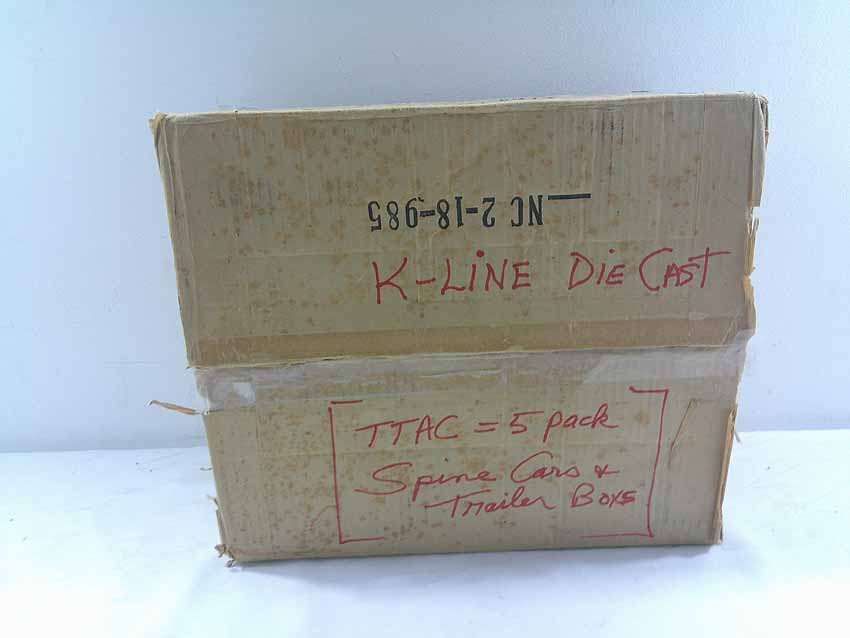 NC 2-18-985
K-LINE DIE CAST
TTAC = 5 pack
Spine Cars &
Trailer Boxs